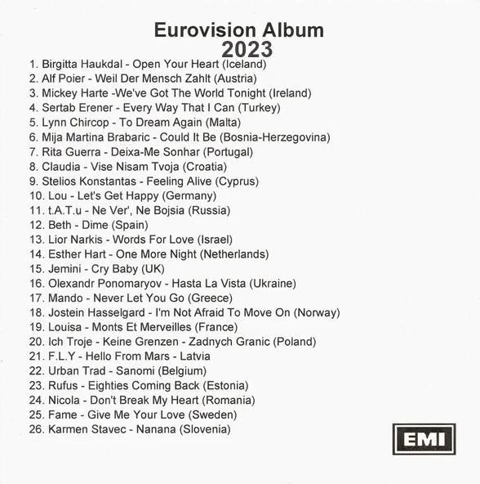 Eurovision Album
2023
1. Birgitta Haukdal - Open Your Heart (Iceland)
2. Alf Poier - Weil Der Mensch Zahlt (Austria)
3. Mickey Harte -We've Got The World Tonight (Ireland)
4. Sertab Erener - Every Way That I Can (Turkey)
5. Lynn Chircop - To Dream Again (Malta)
6. Mija Martina Brabaric - Could It Be (Bosnia-Herzegovina)
7. Rita Guerra - Deixa-Me Sonhar (Portugal)
8. Claudia - Vise Nisam Tvoja (Croatia)
9. Stelios Konstantas - Feeling Alive (Cyprus)
10. Lou - Let's Get Happy (Germany)
11. t.A.T.u - Ne Ver', Ne Bojsia (Russia)
12. Beth - Dime (Spain)
13. Lior Narkis - Words For Love (Israel)
14. Esther Hart - One More Night (Netherlands)
15. Jemini - Cry Baby (UK)
16. Olexandr Ponomaryov - Hasta La Vista (Ukraine)
17. Mando - Never Let You Go (Greece)
18. Jostein Hasselgard - I'm Not Afraid To Move On (Norway)
19. Louisa - Monts Et Merveilles (France)
20. Ich Troje - Keine Grenzen - Zadnych Granic (Poland)
21. F.L.Y - Hello From Mars - Latvia
22. Urban Trad - Sanomi (Belgium)
23. Rufus - Eighties Coming Back (Estonia)
24. Nicola - Don't Break My Heart (Romania)
25. Fame - Give Me Your Love (Sweden)
26. Karmen Stavec - Nanana (Slovenia)
EMI